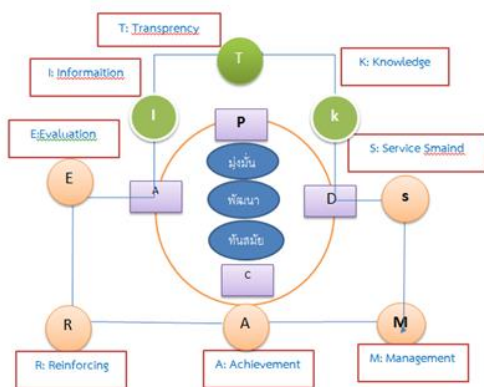 T: Transprency
T
I: Informaition
K: Knowledge
I
k
P
E:Evaluation
มุ่งมั่น
S: Service Smaind
E
A
พัฒนา
D
s
ทันสมัย
C
R
A
M
R: Reinforcing
A: Achievement
M: Management